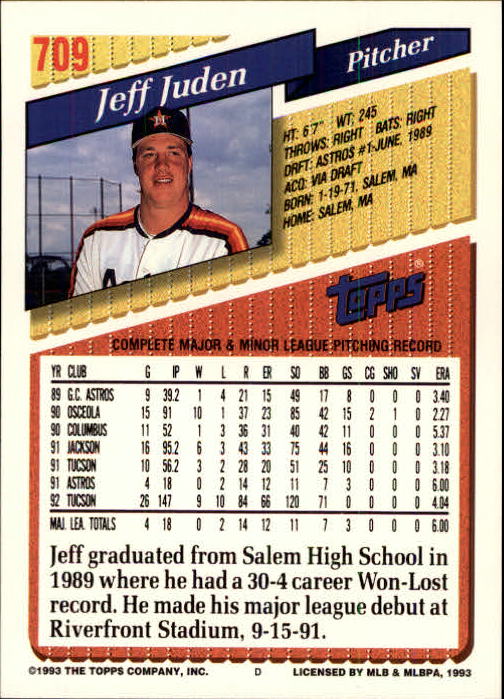 709
Jeff Juden
Pitcher
HT: 6'7" WT: 245
THROWS: RIGHT BATS: RIGHT
DRFT: ASTROS #1-JUNE, 1989
ACQ: VIA DRAFT
BORN: 1-19-71, SALEM, MA
HOME: SALEM, MA
TOPPS®
COMPLETE MAJOR & MINOR LEAGUE PITCHING RECORD
YR CLUB G IP W L R ER SO BB GS CG SHO SV ERA
89 G.C. ASTROS 9 39.2 1 4 21 15 49 17 8 0 0 0 3.40
90 OSCEOLA 15 91 10 1 37 23 85 42 15 2 1 0 2.27
90 COLUMBUS 11 52 1 3 36 31 40 42 11 0 0 0 5.37
91 JACKSON 16 95.2 6 3 43 33 75 44 16 0 0 0 3.10
91 TUCSON 10 56.2 3 2 28 20 51 25 10 0 0 0 3.18
91 ASTROS 4 18 0 2 14 12 11 7 3 0 0 0 6.00
92 TUCSON 26 147 9 10 84 66 120 71 0 0 0 0 4.04
MAJ. LEA. TOTALS 4 18 0 2 14 12 11 7 3 0 0 0 6.00
Jeff graduated from Salem High School in
1989 where he had a 30-4 career Won-Lost
record. He made his major league debut at
Riverfront Stadium, 9-15-91.
©1993 THE TOPPS COMPANY, INC. D LICENSED BY MLB & MLBPA, 1993